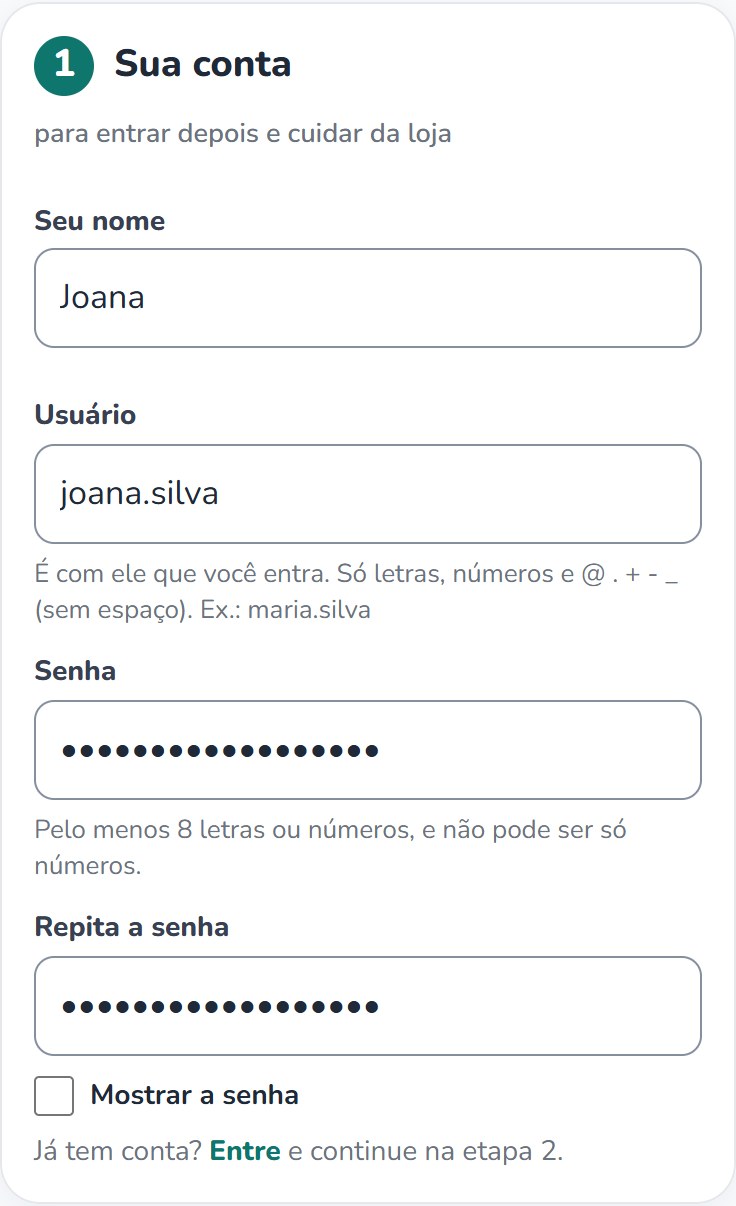 1 Sua conta
para entrar depois e cuidar da loja
Seu nome
Joana
Usuário
joana.silva
É com ele que você entra. Só letras, números e @ . + - _
(sem espaço). Ex.: maria.silva
Senha
••••••••••••••••••
Pelo menos 8 letras ou números, e não pode ser só
números.
Repita a senha
••••••••••••••••••
Mostrar a senha
Já tem conta? Entre e continue na etapa 2.